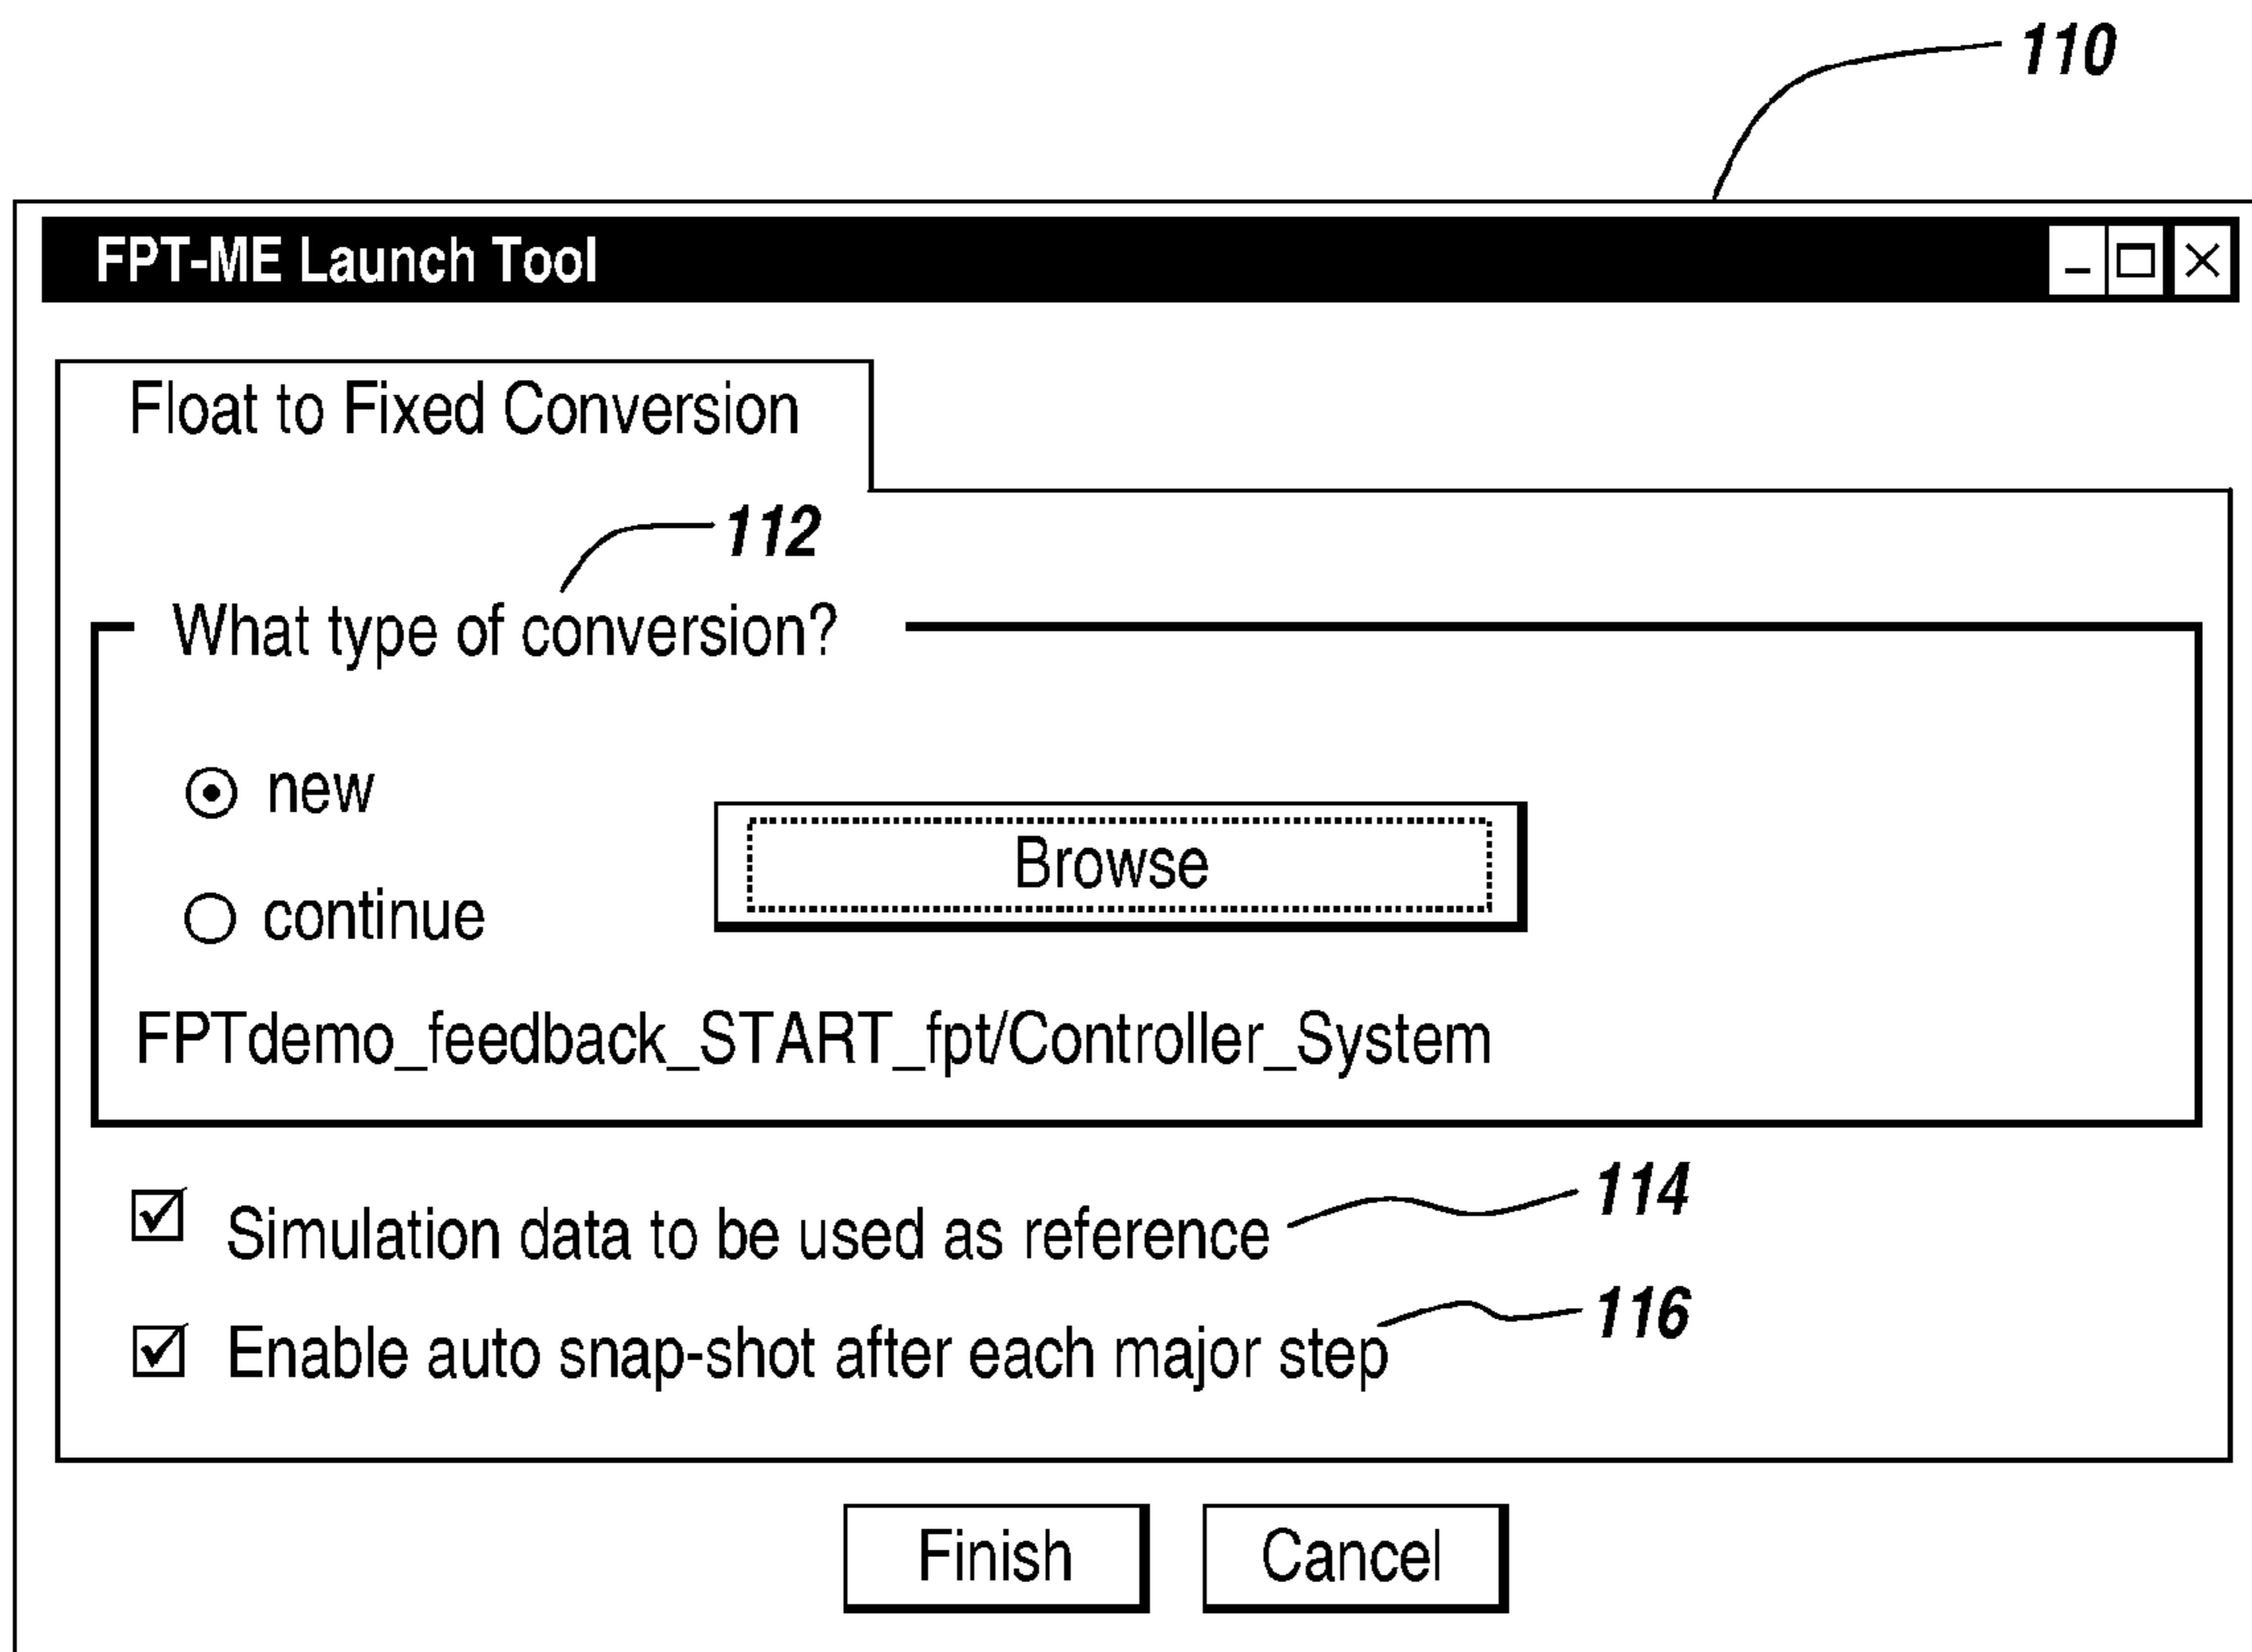 110
FPT-ME Launch Tool
Float to Fixed Conversion
112
What type of conversion?
new
Browse
continue
FPTdemo_feedback_START_fpt/Controller_System
Simulation data to be used as reference 114
Enable auto snap-shot after each major step 116
Finish Cancel